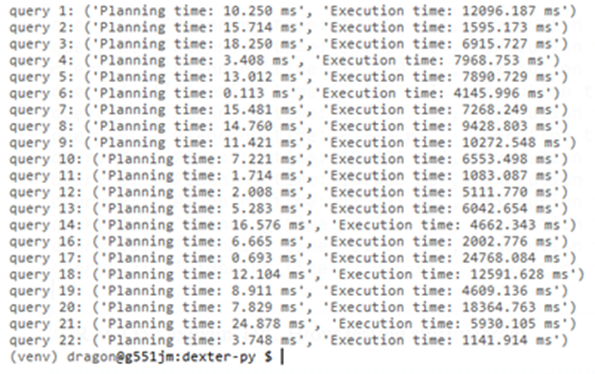 query 1: ('Planning time: 10.250 ms', 'Execution time: 12096.187 ms')
query 2: ('Planning time: 15.714 ms', 'Execution time: 1595.173 ms')
query 3: ('Planning time: 18.250 ms', 'Execution time: 6915.727 ms')
query 4: ('Planning time: 3.408 ms', 'Execution time: 7968.753 ms')
query 5: ('Planning time: 13.012 ms', 'Execution time: 7890.729 ms')
query 6: ('Planning time: 0.113 ms', 'Execution time: 4145.996 ms')
query 7: ('Planning time: 15.481 ms', 'Execution time: 7268.249 ms')
query 8: ('Planning time: 14.760 ms', 'Execution time: 9428.803 ms')
query 9: ('Planning time: 11.421 ms', 'Execution time: 10272.548 ms')
query 10: ('Planning time: 7.221 ms', 'Execution time: 6553.498 ms')
query 11: ('Planning time: 1.714 ms', 'Execution time: 1083.087 ms')
query 12: ('Planning time: 2.008 ms', 'Execution time: 5111.770 ms')
query 13: ('Planning time: 5.283 ms', 'Execution time: 6042.654 ms')
query 14: ('Planning time: 16.576 ms', 'Execution time: 4662.343 ms')
query 16: ('Planning time: 6.665 ms', 'Execution time: 2002.776 ms')
query 17: ('Planning time: 0.693 ms', 'Execution time: 24768.084 ms')
query 18: ('Planning time: 12.104 ms', 'Execution time: 12591.628 ms')
query 19: ('Planning time: 8.911 ms', 'Execution time: 4609.136 ms')
query 20: ('Planning time: 7.829 ms', 'Execution time: 18364.763 ms')
query 21: ('Planning time: 24.878 ms', 'Execution time: 5930.105 ms')
query 22: ('Planning time: 3.748 ms', 'Execution time: 1141.914 ms')
(venv) dragon@g551jm:dexter-py $